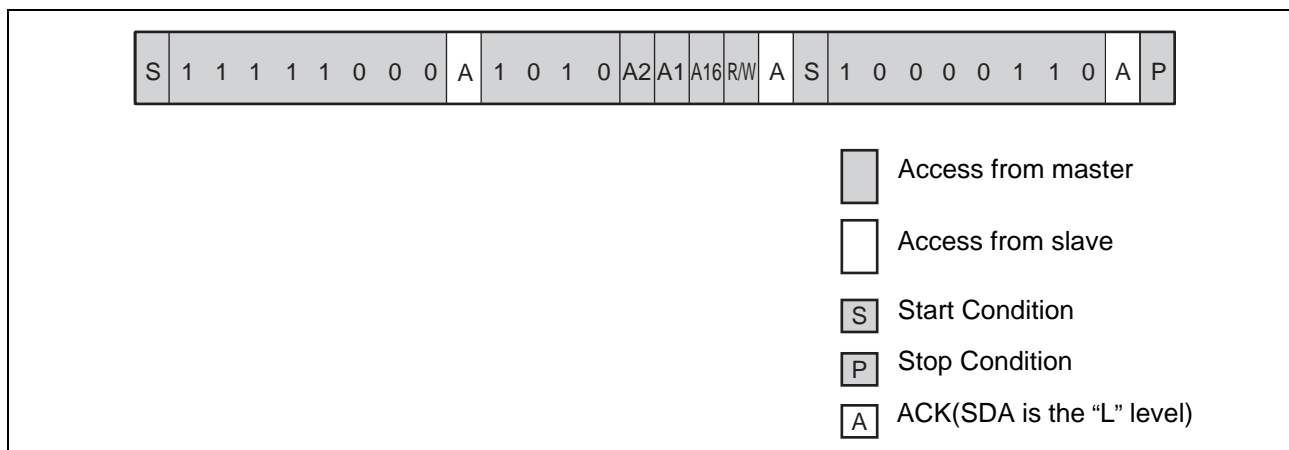 S 1 1 1 1 1 0 0 0 A 1 0 1 0 A2 A1 A16 R/W A S 1 0 0 0 0 1 1 0 A P
Access from master
Access from slave
S Start Condition
P Stop Condition
A ACK(SDA is the “L” level)